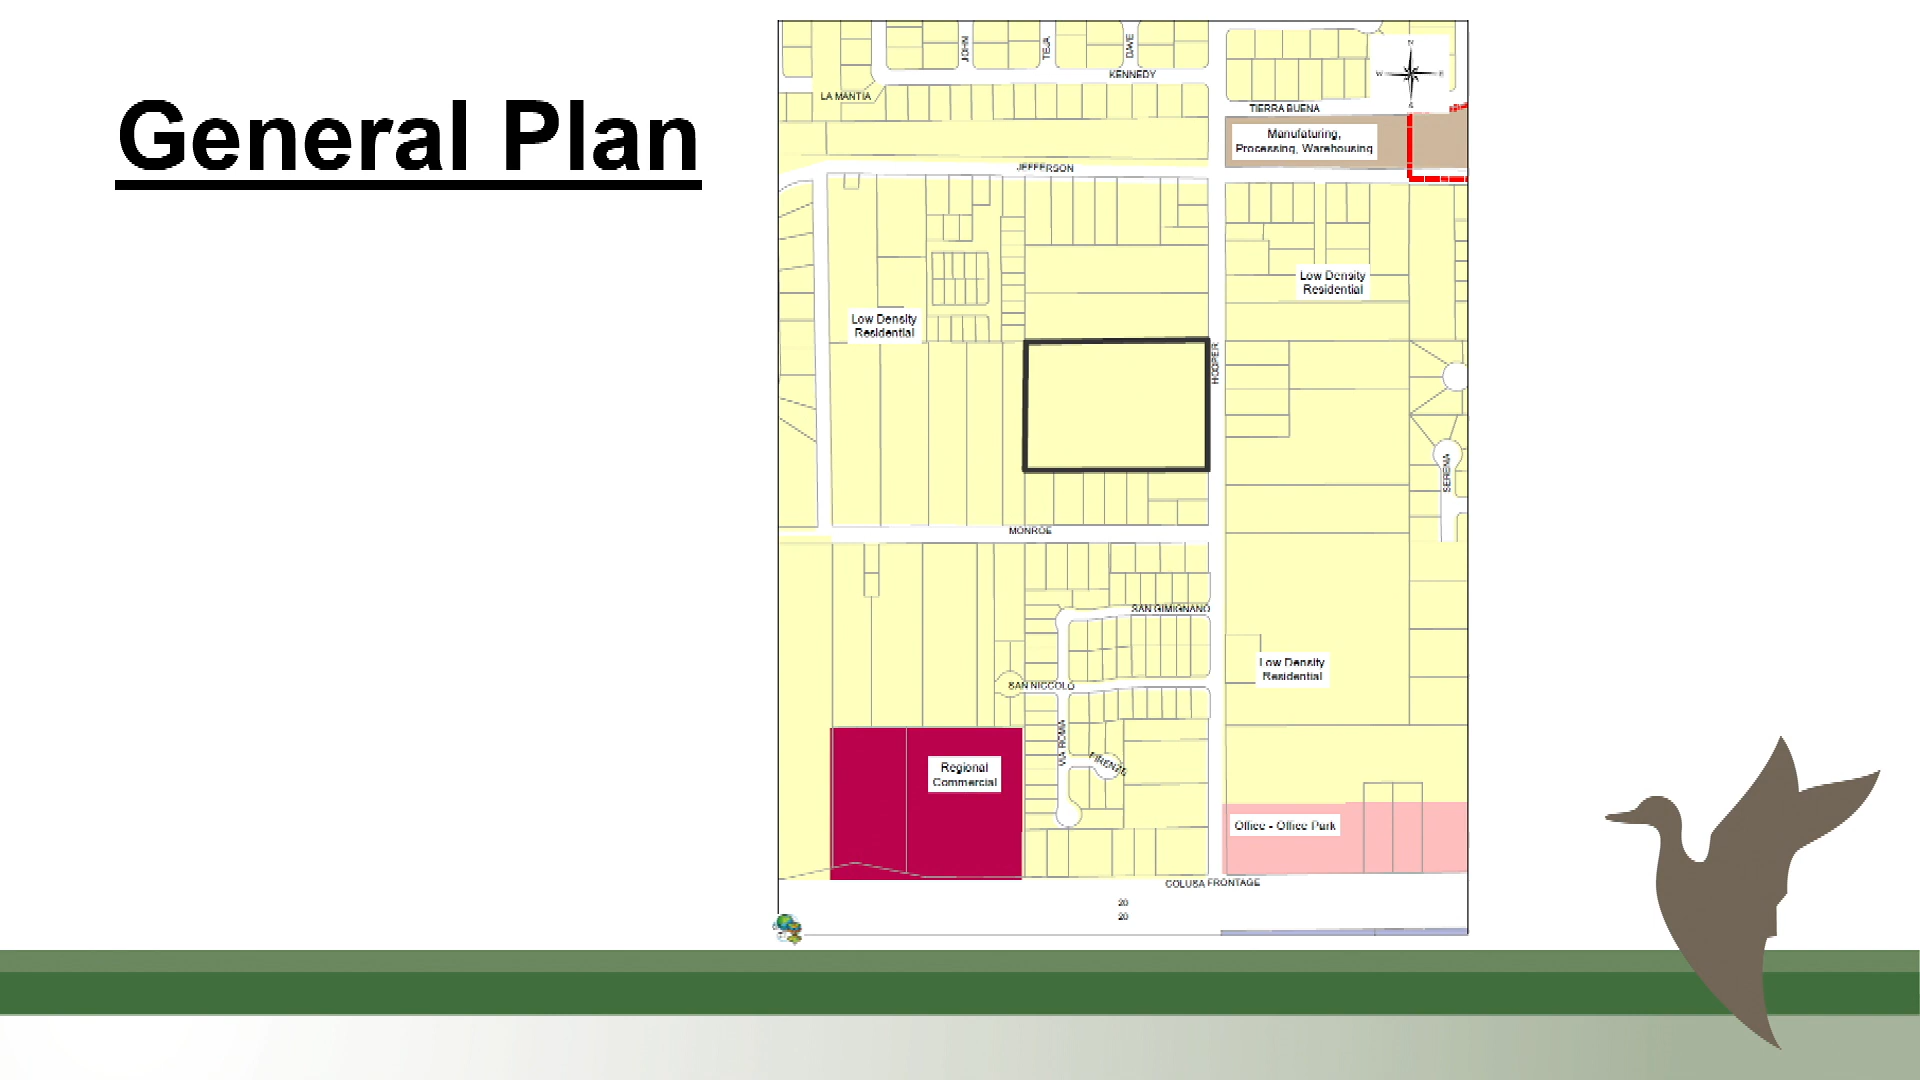 General Plan
JOHN
TEJA
DAVE
KENNEDY
LA MANTIA
N
W
E
S
TIERRA BUENA
Manufaturing,
Processing, Warehousing
JEFFERSON
Low Density
Residential
Low Density
Residential
HOOPER
SERENA
MONROE
SAN GIMIGNANO
Low Density
Residential
SAN NICCOLO
VIA ROMA
FIRENZE
Regional
Commercial
Office - Office Park
COLUSA FRONTAGE
20
20